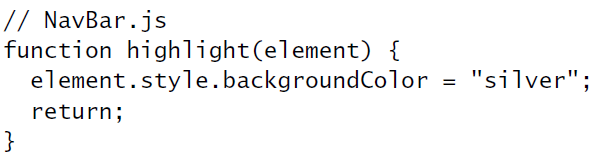 // NavBar.js
function highlight(element) {
  element.style.backgroundColor = "silver";
  return;
}